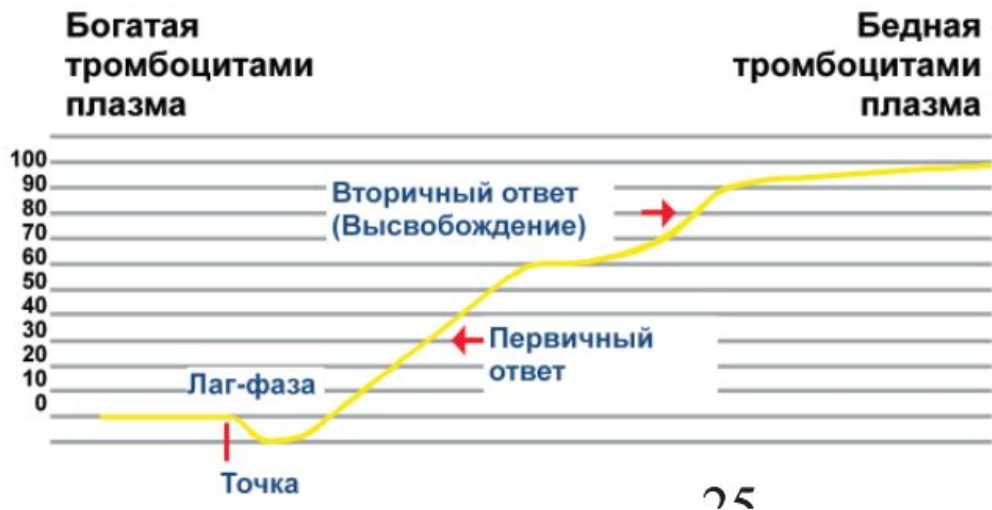 Богатая
тромбоцитами
плазма
Бедная
тромбоцитами
плазма
100
90
80
70
60
50
40
30
20
10
0
Вторичный ответ
(Высвобождение)
Первичный
ответ
Лаг-фаза
Точка
25